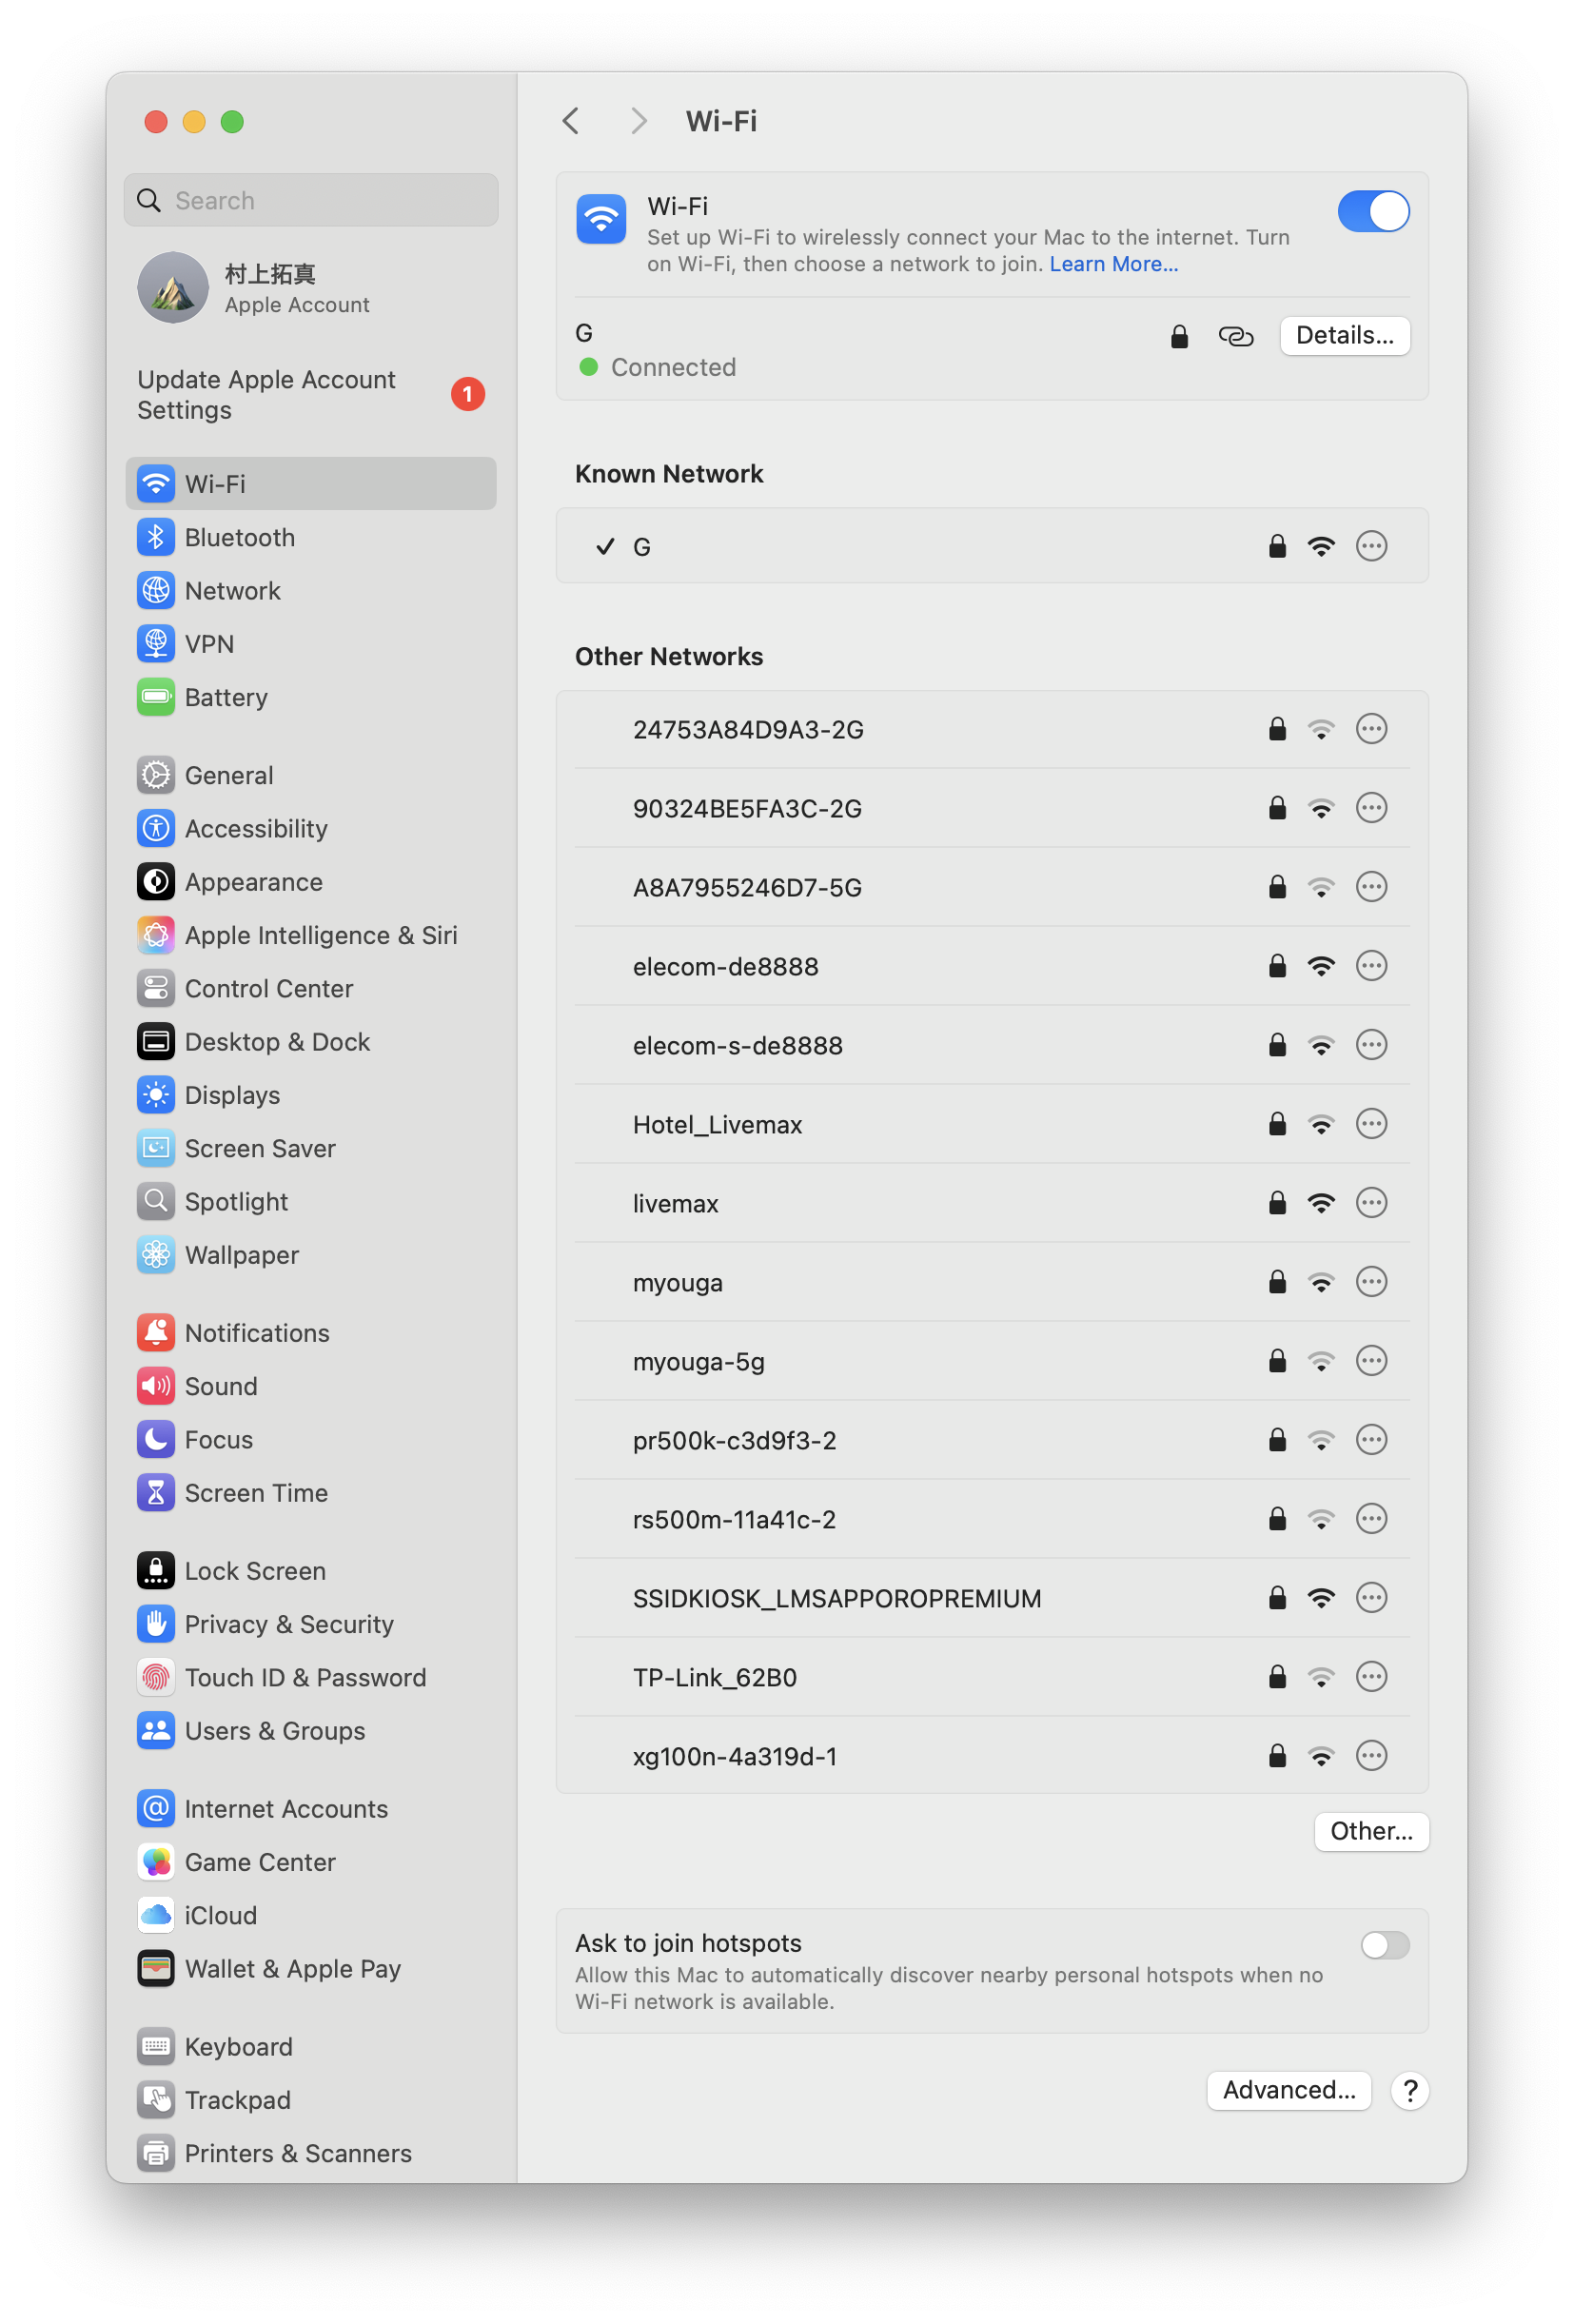 Search
村上拓真
Apple Account
Update Apple Account
Settings
1
Wi-Fi
Bluetooth
Network
VPN
Battery
General
Accessibility
Appearance
Apple Intelligence & Siri
Control Center
Desktop & Dock
Displays
Screen Saver
Spotlight
Wallpaper
Notifications
Sound
Focus
Screen Time
Lock Screen
Privacy & Security
Touch ID & Password
Users & Groups
Internet Accounts
Game Center
iCloud
Wallet & Apple Pay
Keyboard
Trackpad
Printers & Scanners
Wi-Fi
Wi-Fi
Set up Wi-Fi to wirelessly connect your Mac to the internet. Turn
on Wi-Fi, then choose a network to join. Learn More...
G
Connected
Details...
Known Network
G
Other Networks
24753A84D9A3-2G
90324BE5FA3C-2G
A8A7955246D7-5G
elecom-de8888
elecom-s-de8888
Hotel_Livemax
livemax
myouga
myouga-5g
pr500k-c3d9f3-2
rs500m-11a41c-2
SSIDKIOSK_LMSAPPOROPREMIUM
TP-Link_62B0
xg100n-4a319d-1
Other...
Ask to join hotspots
Allow this Mac to automatically discover nearby personal hotspots when no
Wi-Fi network is available.
Advanced...
?